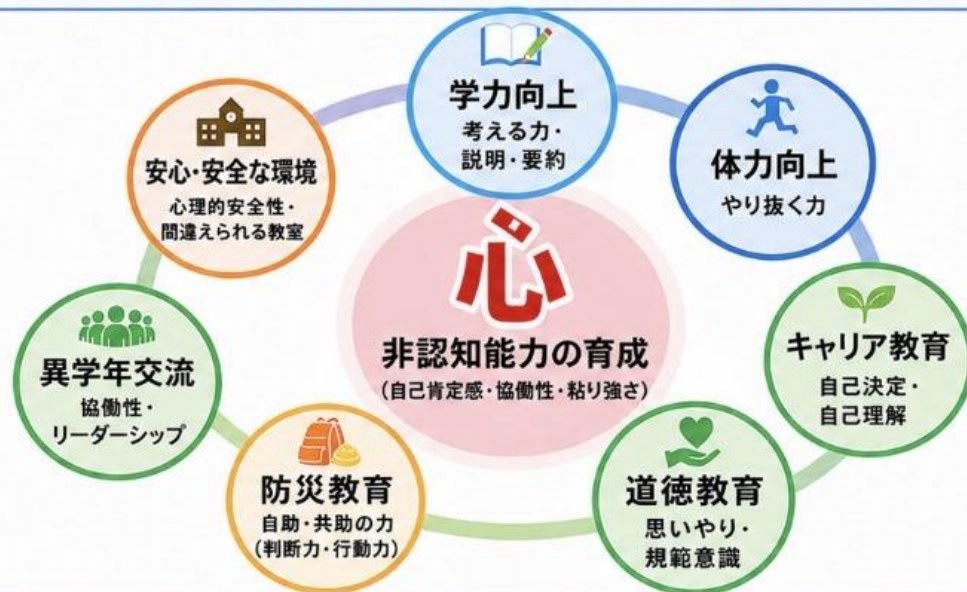 学力向上
考える力・
説明・要約
体力向上
やり抜く力
キャリア教育
自己決定・
自己理解
道徳教育
思いやり・
規範意識
防災教育
自助・共助の力
(判断力・行動力)
異学年交流
協働性・
リーダーシップ
安心・安全な環境
心理的安全性・
間違えられる教室
心
非認知能力の育成
(自己肯定感・協働性・粘り強さ)